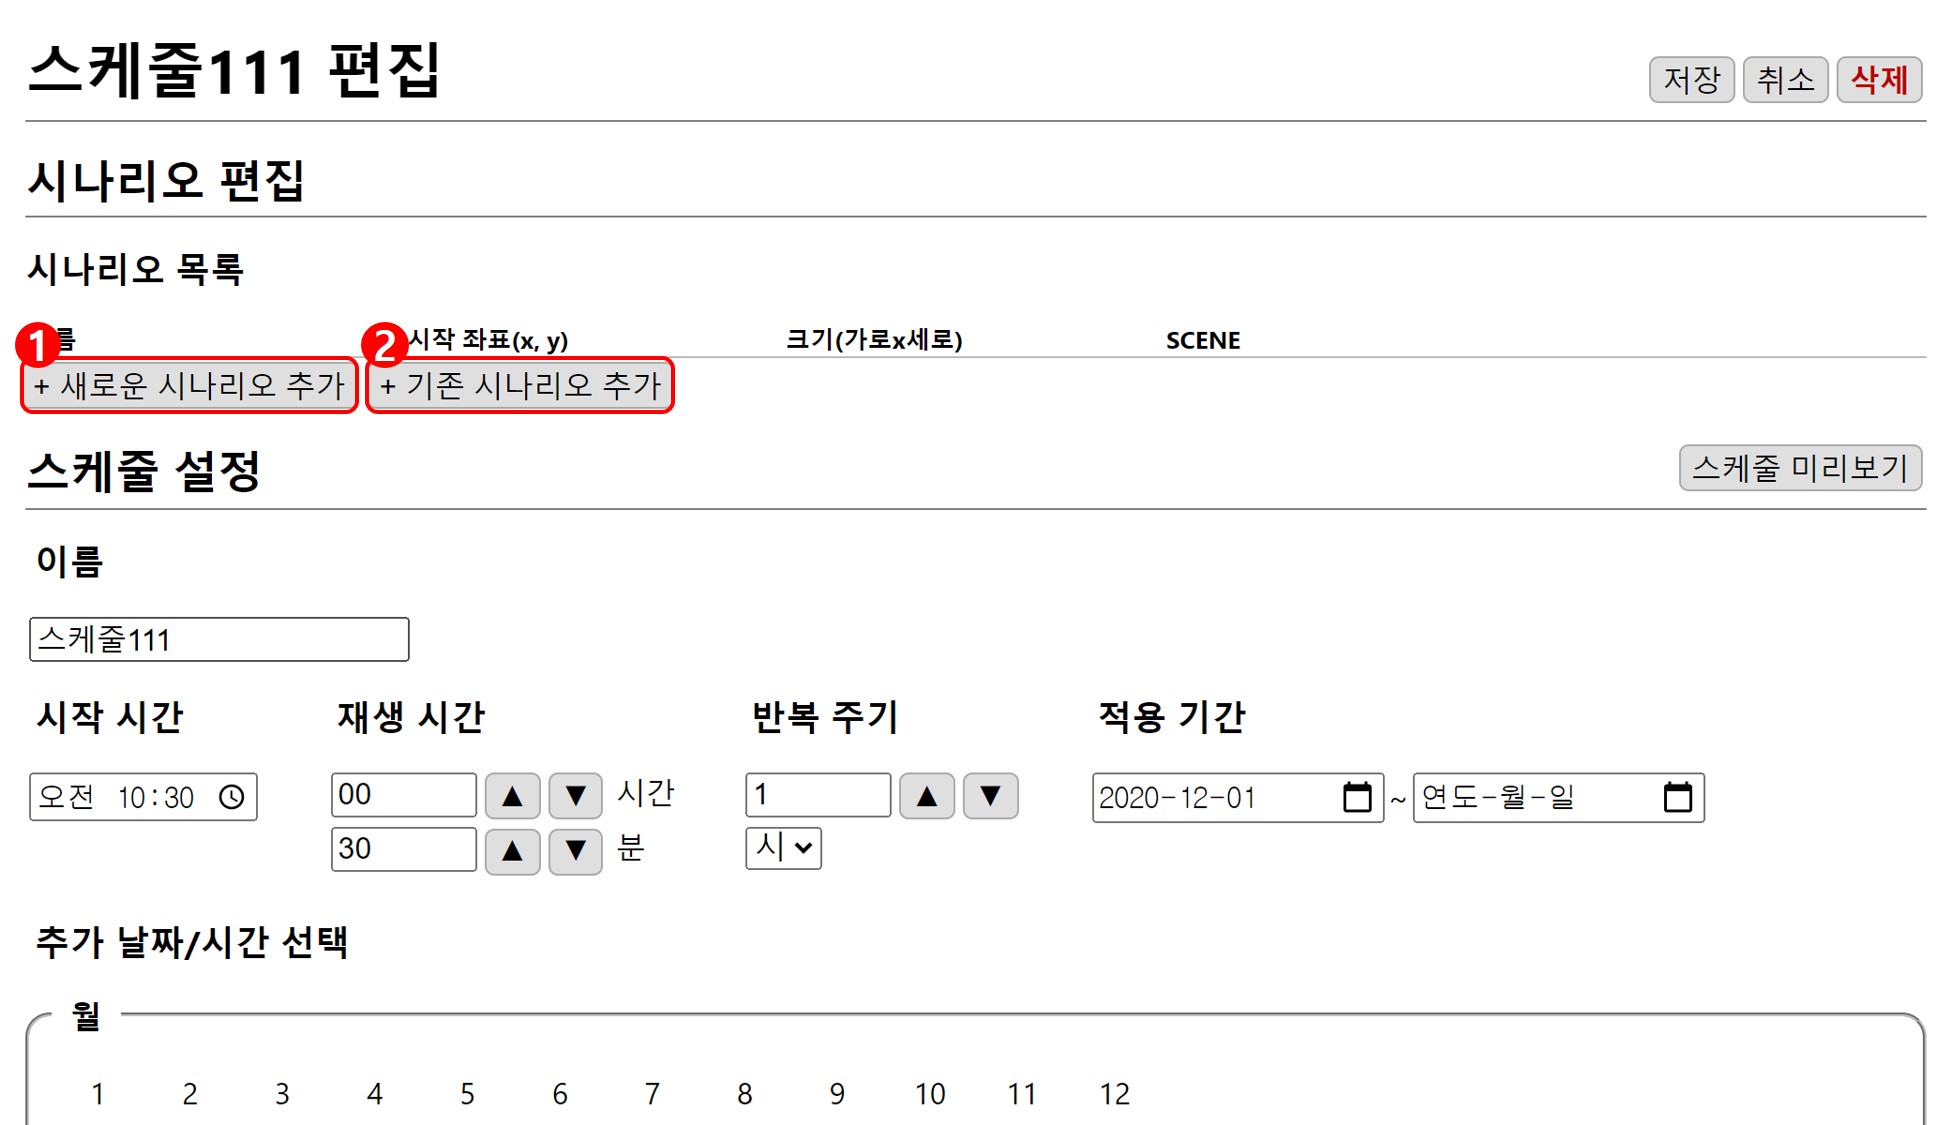 스케줄111 편집
저장 취소 삭제
시나리오 편집
시나리오 목록
1 름 2 시작 좌표(x, y) 크기(가로x세로) SCENE
+ 새로운 시나리오 추가 + 기존 시나리오 추가
스케줄 설정 스케줄 미리보기
이름
스케줄111
시작 시간 재생 시간 반복 주기 적용 기간
오전 10:30 00 ▲ ▼ 시간 1 ▲ ▼ 2020-12-01 ~ 연도-월-일
30 ▲ ▼ 분 시
추가 날짜/시간 선택
월
1 2 3 4 5 6 7 8 9 10 11 12